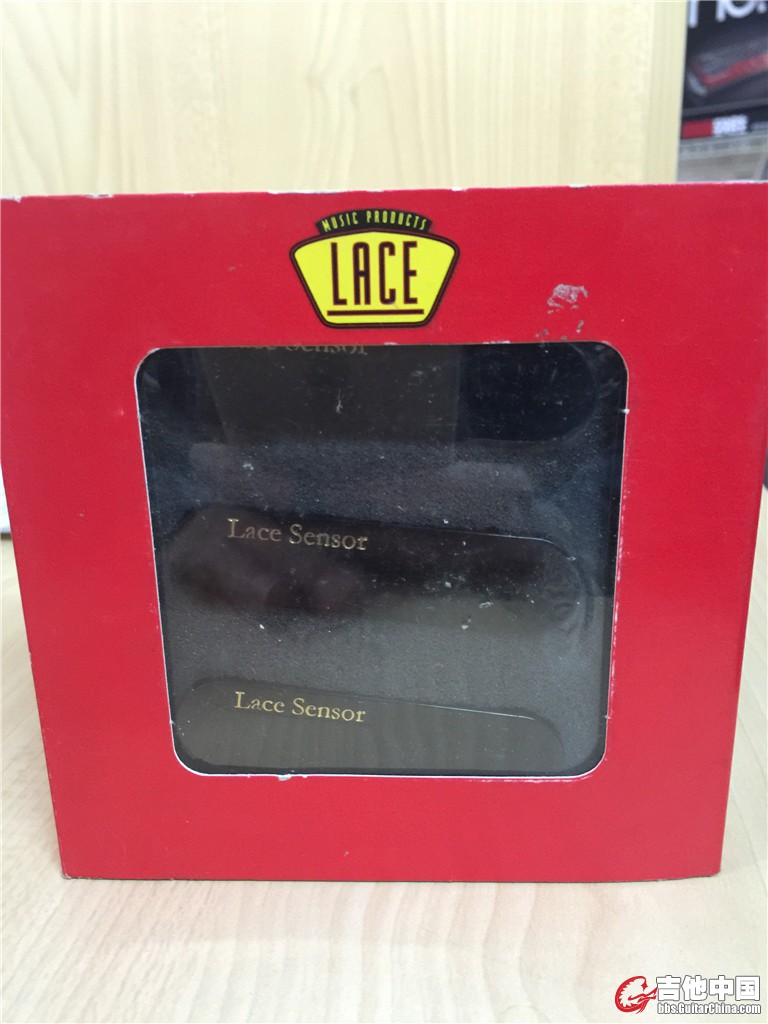 MUSIC PRODUCTS
LACE
Lace Sensor
Lace Sensor
Lace Sensor
吉他中国
bbs.GuitarChina.com